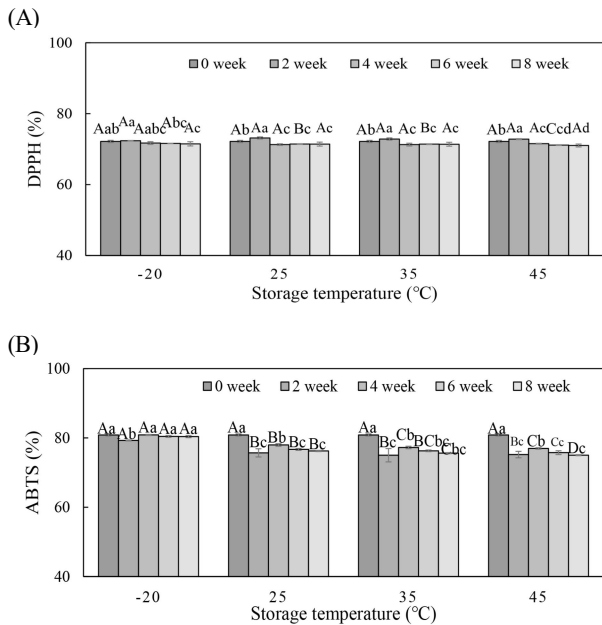 (A)
100
0 week 2 week 4 week 6 week 8 week
80
Aab Aa Aabc Abc Ac Ab Aa Ac Bc Ac Ab Aa Ac Bc Ac Ab Aa Ac Ccd Ad
DPPH (%)
60
40
-20 25 35 45
Storage temperature (℃)
(B)
100
0 week 2 week 4 week 6 week 8 week
80
Aa Ab Aa Aa Aa Aa Bc Bb Bc Bc Aa Bc Cb BCbc Cbc Aa Bc Cb Cc Dc
ABTS (%)
60
40
-20 25 35 45
Storage temperature (℃)